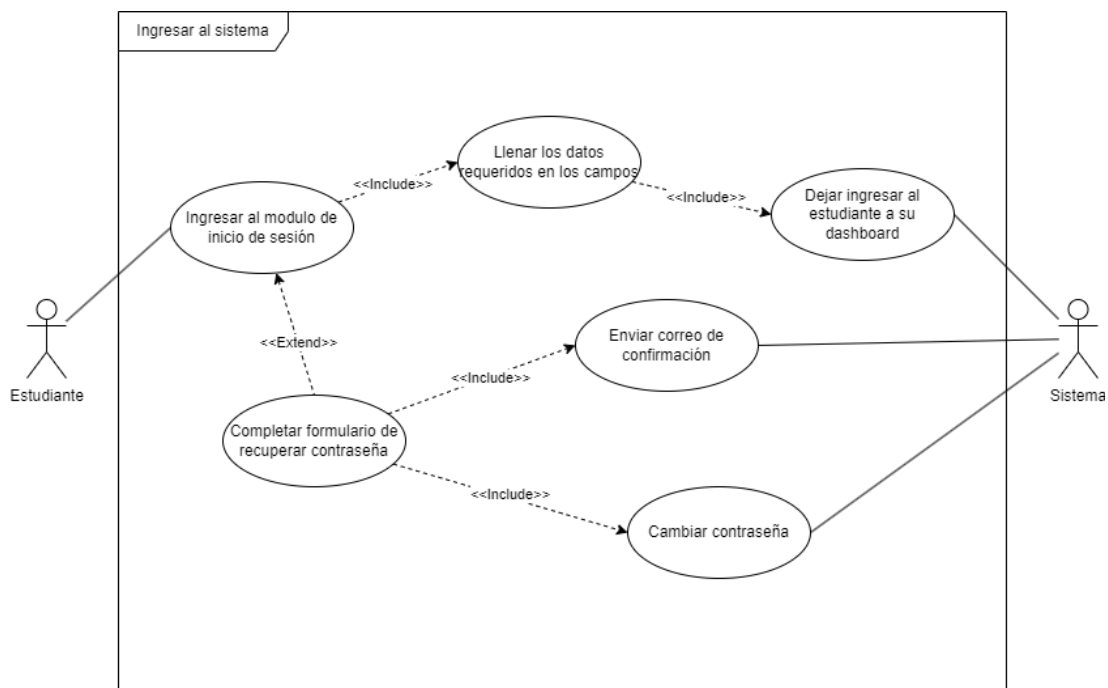 Ingresar al sistema
Llenar los datos
requeridos en los campos
<<Include>>
<<Include>>
Dejar ingresar al
estudiante a su
dashboard
Ingresar al modulo de
inicio de sesión
Enviar correo de
confirmación
<<Extend>>
<<Include>>
Estudiante
Sistema
Completar formulario de
recuperar contraseña
<<Include>>
Cambiar contraseña